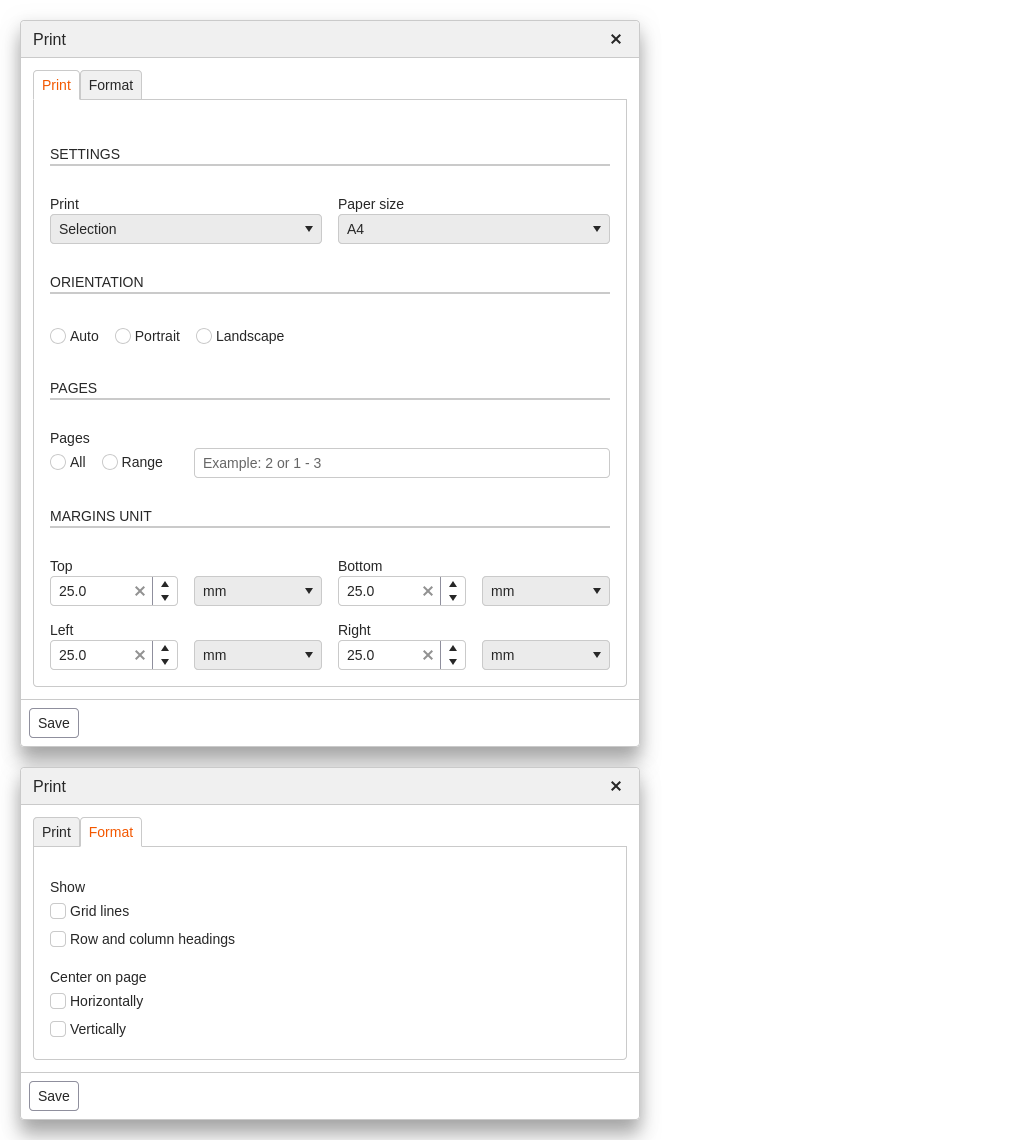 Print
Print Format
SETTINGS
Print Paper size
Selection A4
ORIENTATION
Auto Portrait Landscape
PAGES
Pages
All Range Example: 2 or 1 - 3
MARGINS UNIT
Top Bottom
25.0 mm 25.0 mm
Left Right
25.0 mm 25.0 mm
Save
Print
Print Format
Show
Grid lines
Row and column headings
Center on page
Horizontally
Vertically
Save